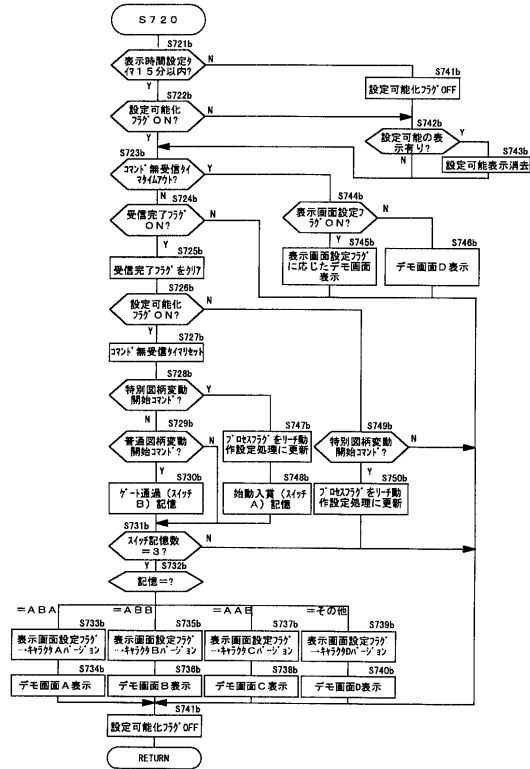 S720
S721b
表示時間設定タ
イマ15分以内?
N
Y
S741b
設定可能化フラグOFF
S722b
設定可能化
フラグON?
N
Y
S742b
設定可能の表
示有り?
Y
N
S743b
設定可能表示消去
S723b
コマンド無受信タイ
マタイムアウト?
Y
N
S744b
表示画面設定フ
ラグON?
N
Y
S724b
受信完了フラグ
ON?
N
Y
S745b
表示画面設定フラグ
に応じたデモ画面
表示
S746b
デモ画面D表示
S725b
受信完了フラグをクリア
S726b
設定可能化
フラグON?
N
Y
S727b
コマンド無受信タイマリセット
S728b
特別図柄変動
開始コマンド?
Y
N
S747b
プロセスフラグをリーチ動
作設定処理に更新
S749b
特別図柄変動
開始コマンド?
N
Y
S729b
普通図柄変動
開始コマンド?
N
Y
S748b
始動入賞(スイッチ
A)記憶
S750b
プロセスフラグをリーチ動
作設定処理に更新
S730b
ゲート通過(スイッチ
B)記憶
S731b
スイッチ記憶数
=3?
N
Y
S732b
記憶=?
=ABA
=ABB
=AAB
=その他
S733b
表示画面設定フラグ
←キャラクタAバージョン
S735b
表示画面設定フラグ
←キャラクタBバージョン
S737b
表示画面設定フラグ
←キャラクタCバージョン
S739b
表示画面設定フラグ
←キャラクタDバージョン
S734b
デモ画面A表示
S736b
デモ画面B表示
S738b
デモ画面C表示
S740b
デモ画面D表示
S741b
設定可能化フラグOFF
RETURN